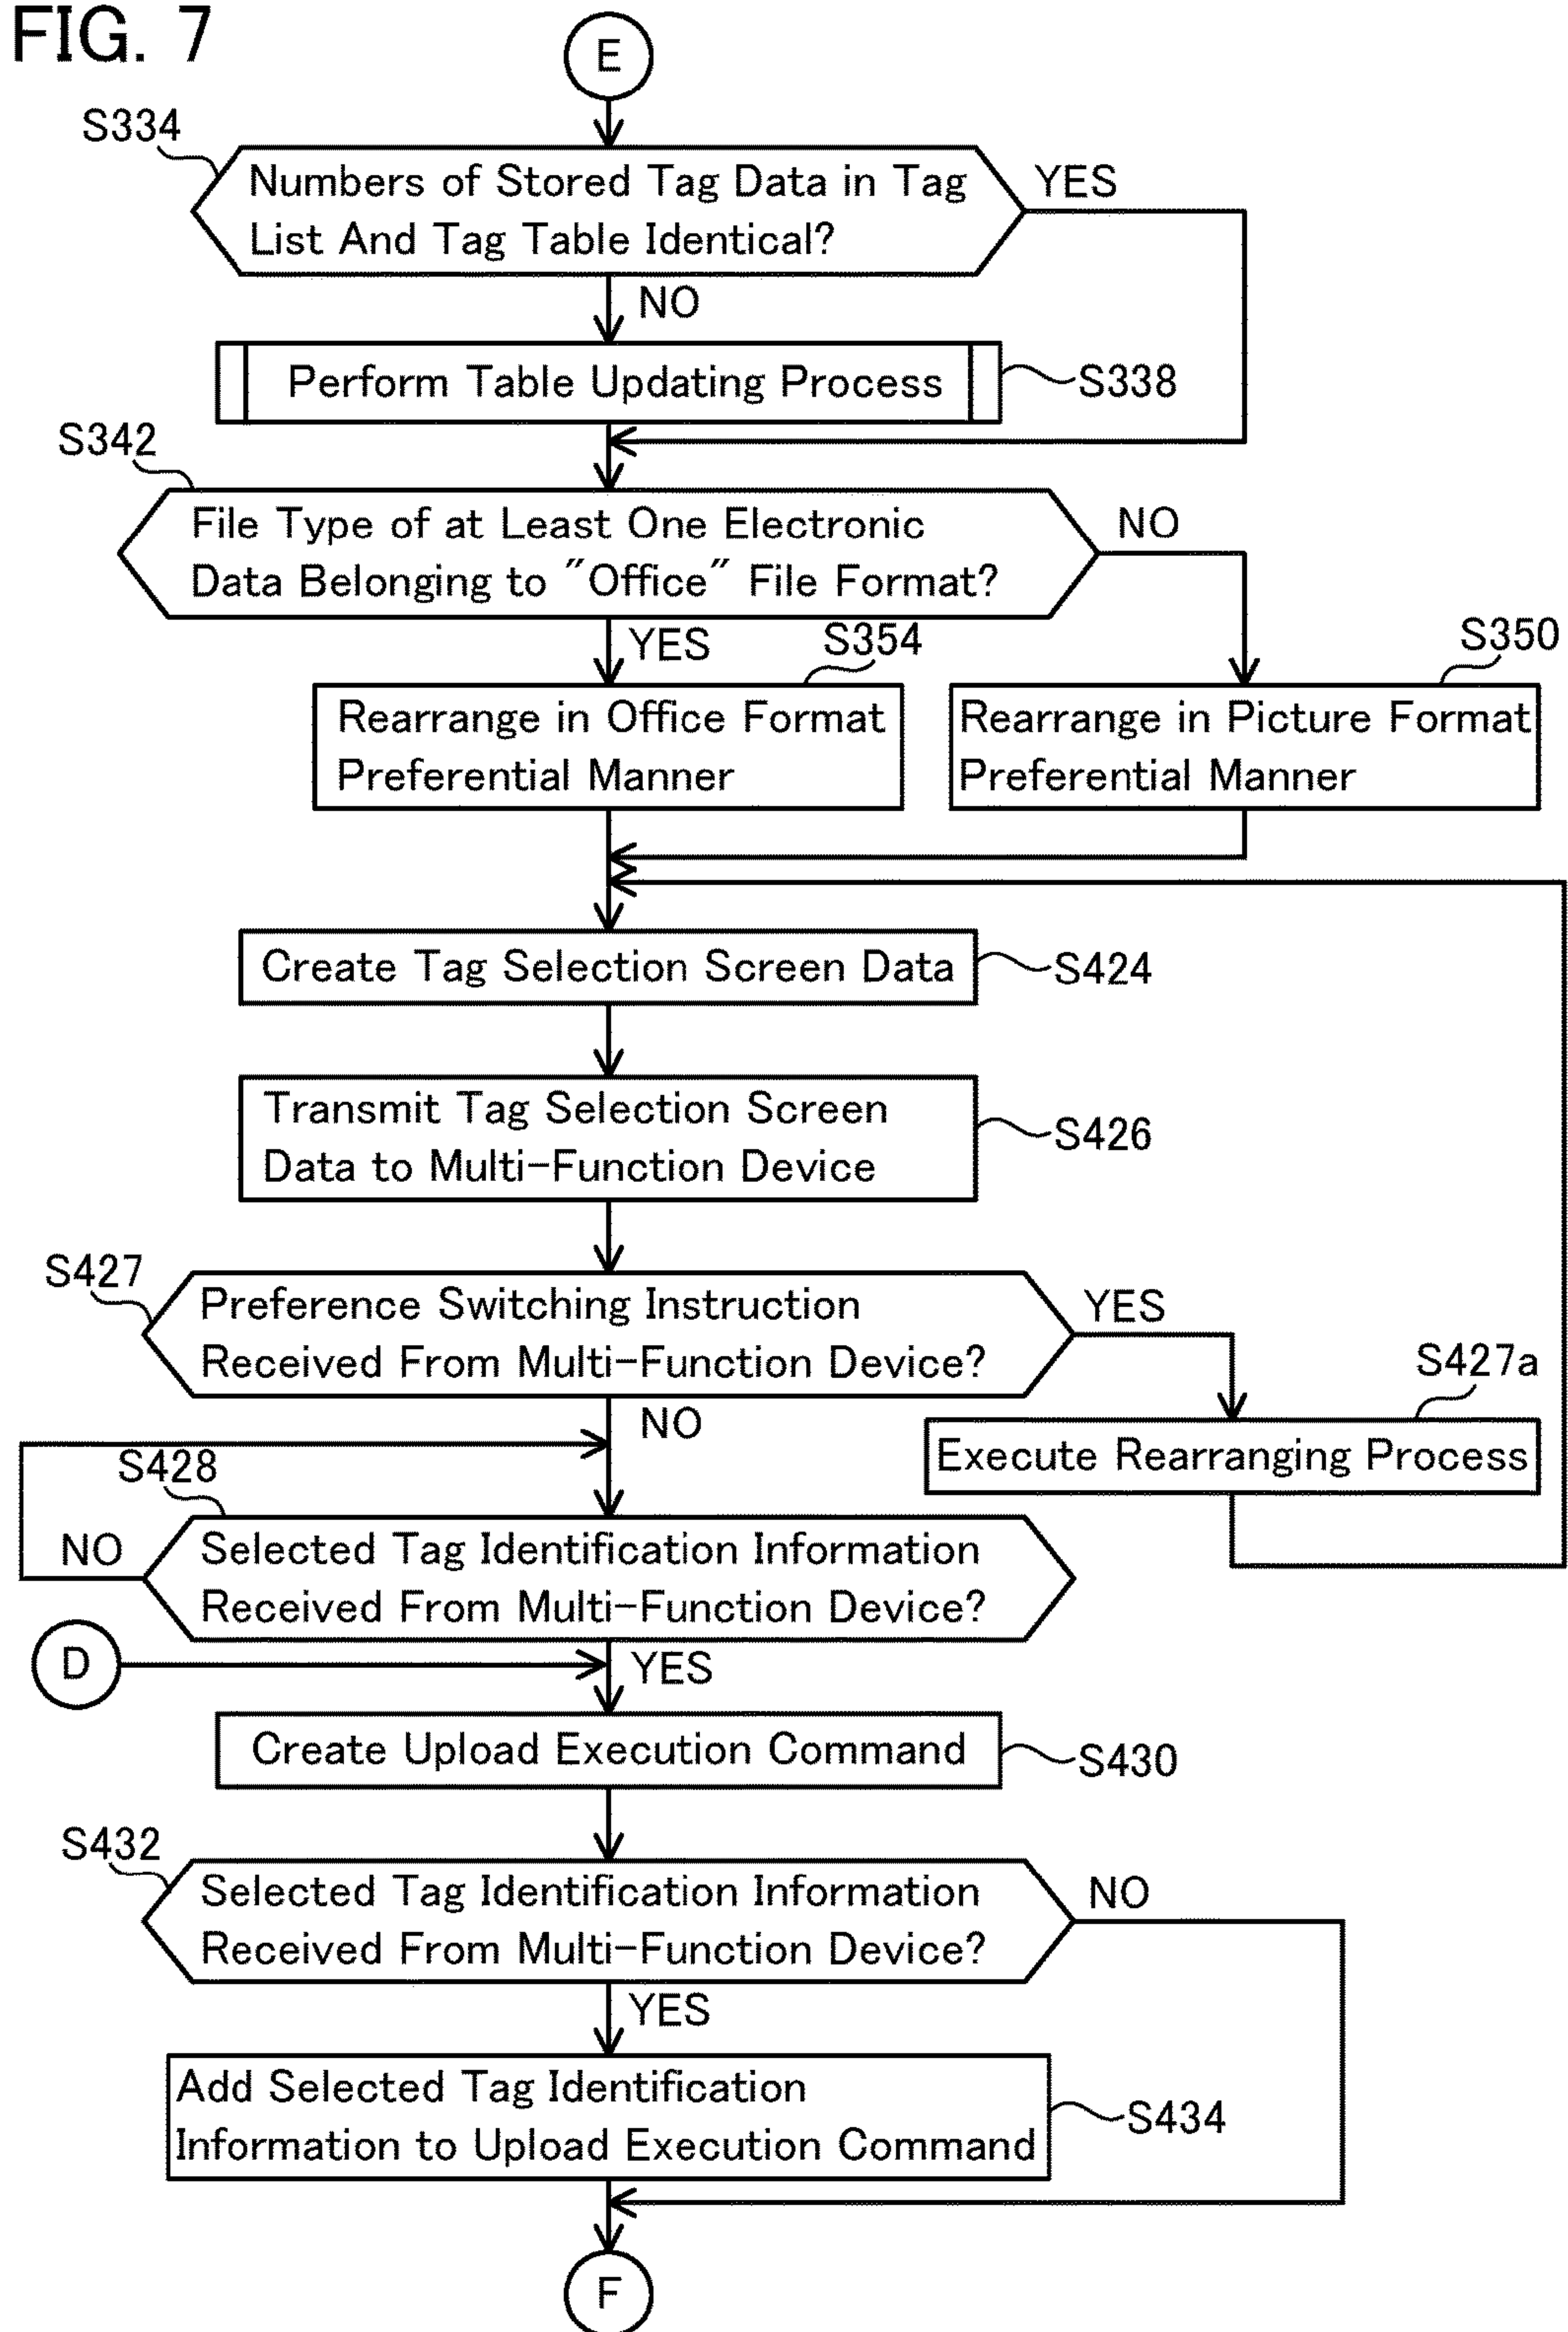 FIG. 7
E
S334
Numbers of Stored Tag Data in Tag
List And Tag Table Identical?
YES
NO
Perform Table Updating Process
S338
S342
File Type of at Least One Electronic
Data Belonging to "Office" File Format?
NO
YES
S354
S350
Rearrange in Office Format
Preferential Manner
Rearrange in Picture Format
Preferential Manner
Create Tag Selection Screen Data
S424
Transmit Tag Selection Screen
Data to Multi-Function Device
S426
S427
Preference Switching Instruction
Received From Multi-Function Device?
YES
NO
S427a
Execute Rearranging Process
S428
NO
Selected Tag Identification Information
Received From Multi-Function Device?
D
YES
Create Upload Execution Command
S430
S432
Selected Tag Identification Information
Received From Multi-Function Device?
NO
YES
Add Selected Tag Identification
Information to Upload Execution Command
S434
F